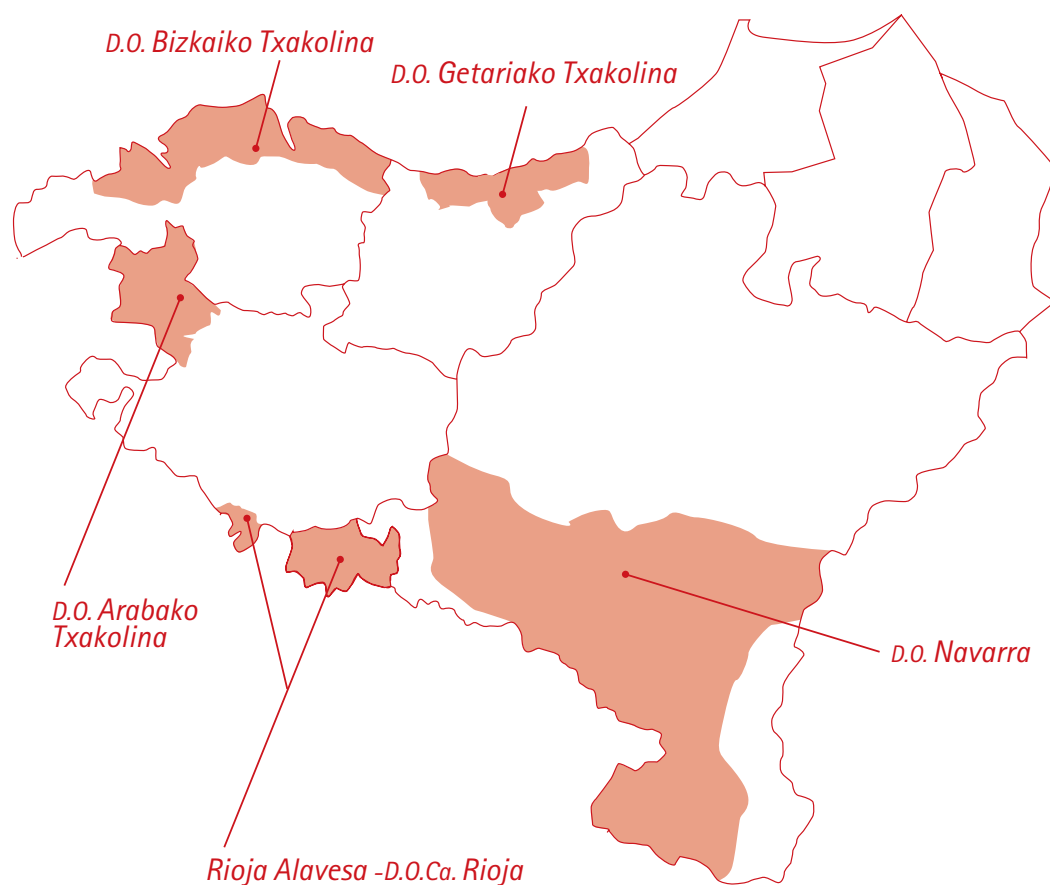 D.O. Bizkaiko Txakolina
D.O. Getariako Txakolina
D.O. Arabako
Txakolina
D.O. Navarra
Rioja Alavesa -D.O.Ca. Rioja